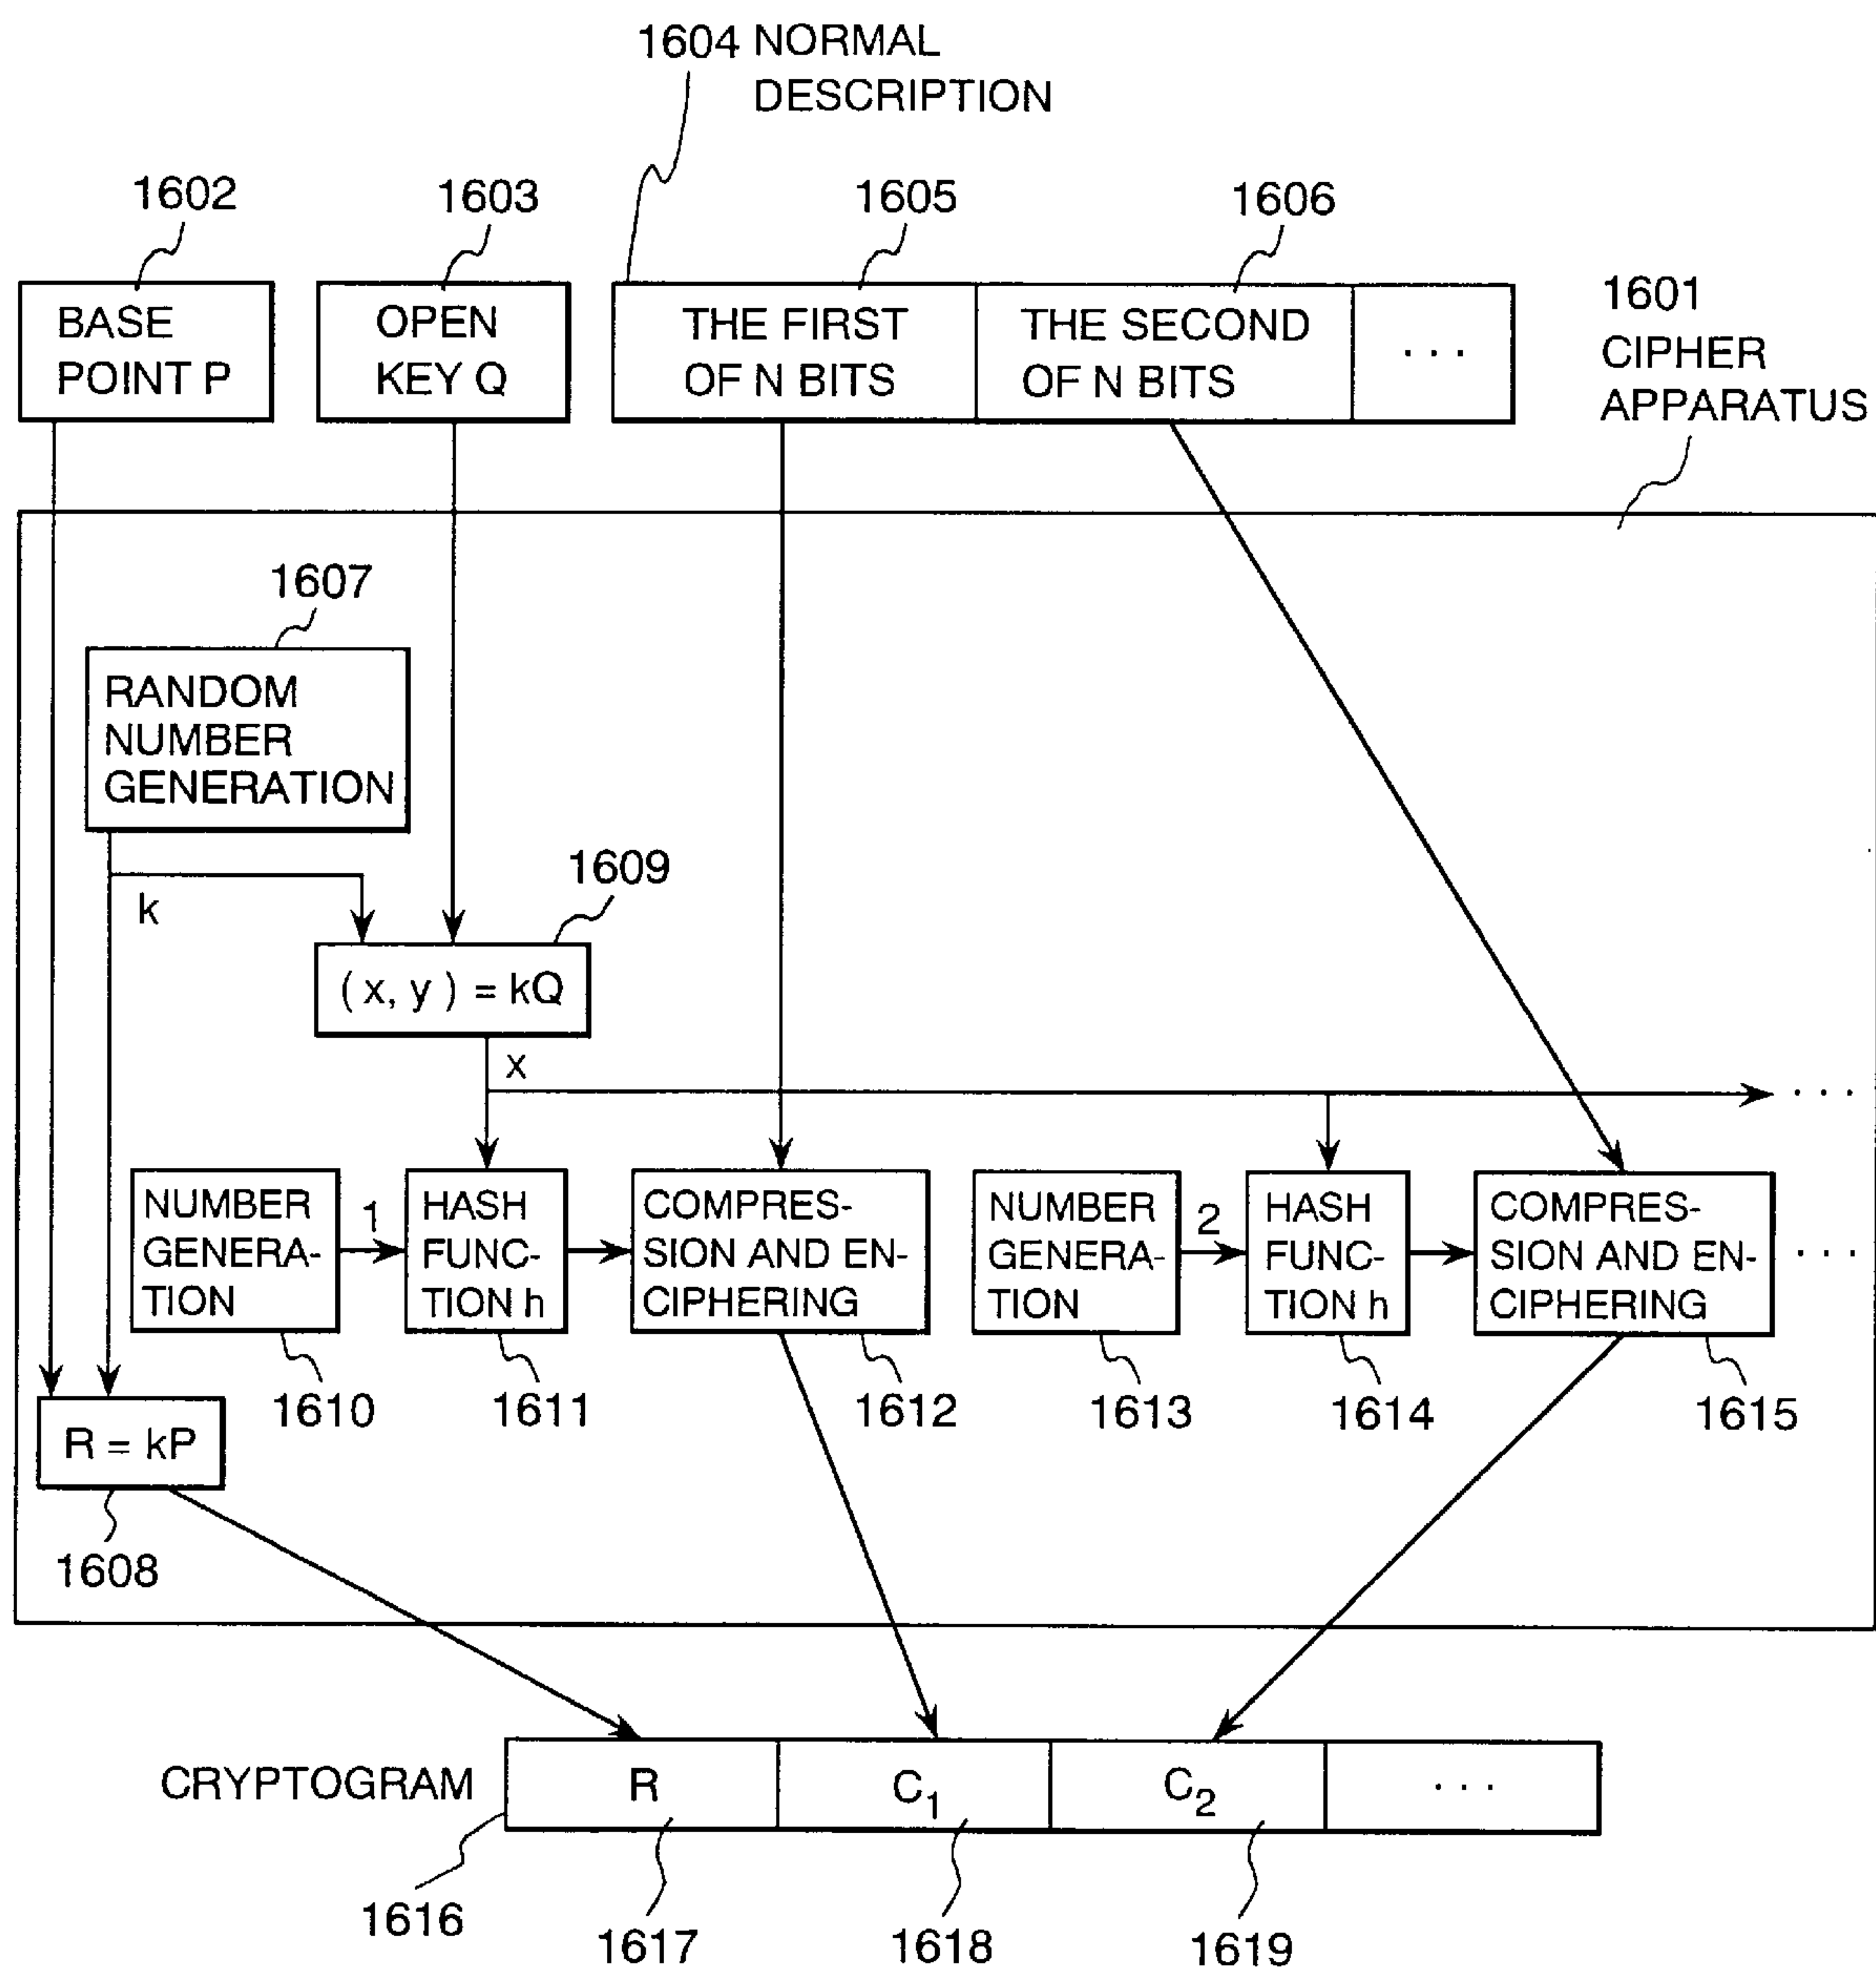 1604 NORMAL
DESCRIPTION
1602
1603
1605
1606
BASE
POINT P
OPEN
KEY Q
THE FIRST
OF N BITS
THE SECOND
OF N BITS
...
1601
CIPHER
APPARATUS
1607
RANDOM
NUMBER
GENERATION
k
1609
( x, y ) = kQ
x
...
NUMBER
GENERA-
TION
1
HASH
FUNC-
TION h
COMPRES-
SION AND EN-
CIPHERING
NUMBER
GENERA-
TION
2
HASH
FUNC-
TION h
COMPRES-
SION AND EN-
CIPHERING
...
1610
1611
1612
1613
1614
1615
R = kP
1608
CRYPTOGRAM
R
C₁
C₂
...
1616
1617
1618
1619